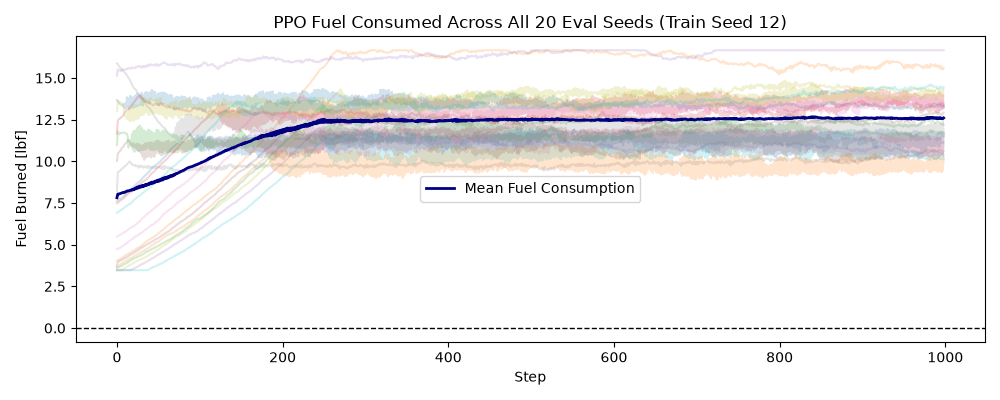 PPO Fuel Consumed Across All 20 Eval Seeds (Train Seed 12)
Fuel Burned [lbf]
15.0
12.5
10.0
7.5
5.0
2.5
0.0
Mean Fuel Consumption
0 200 400 600 800 1000
Step